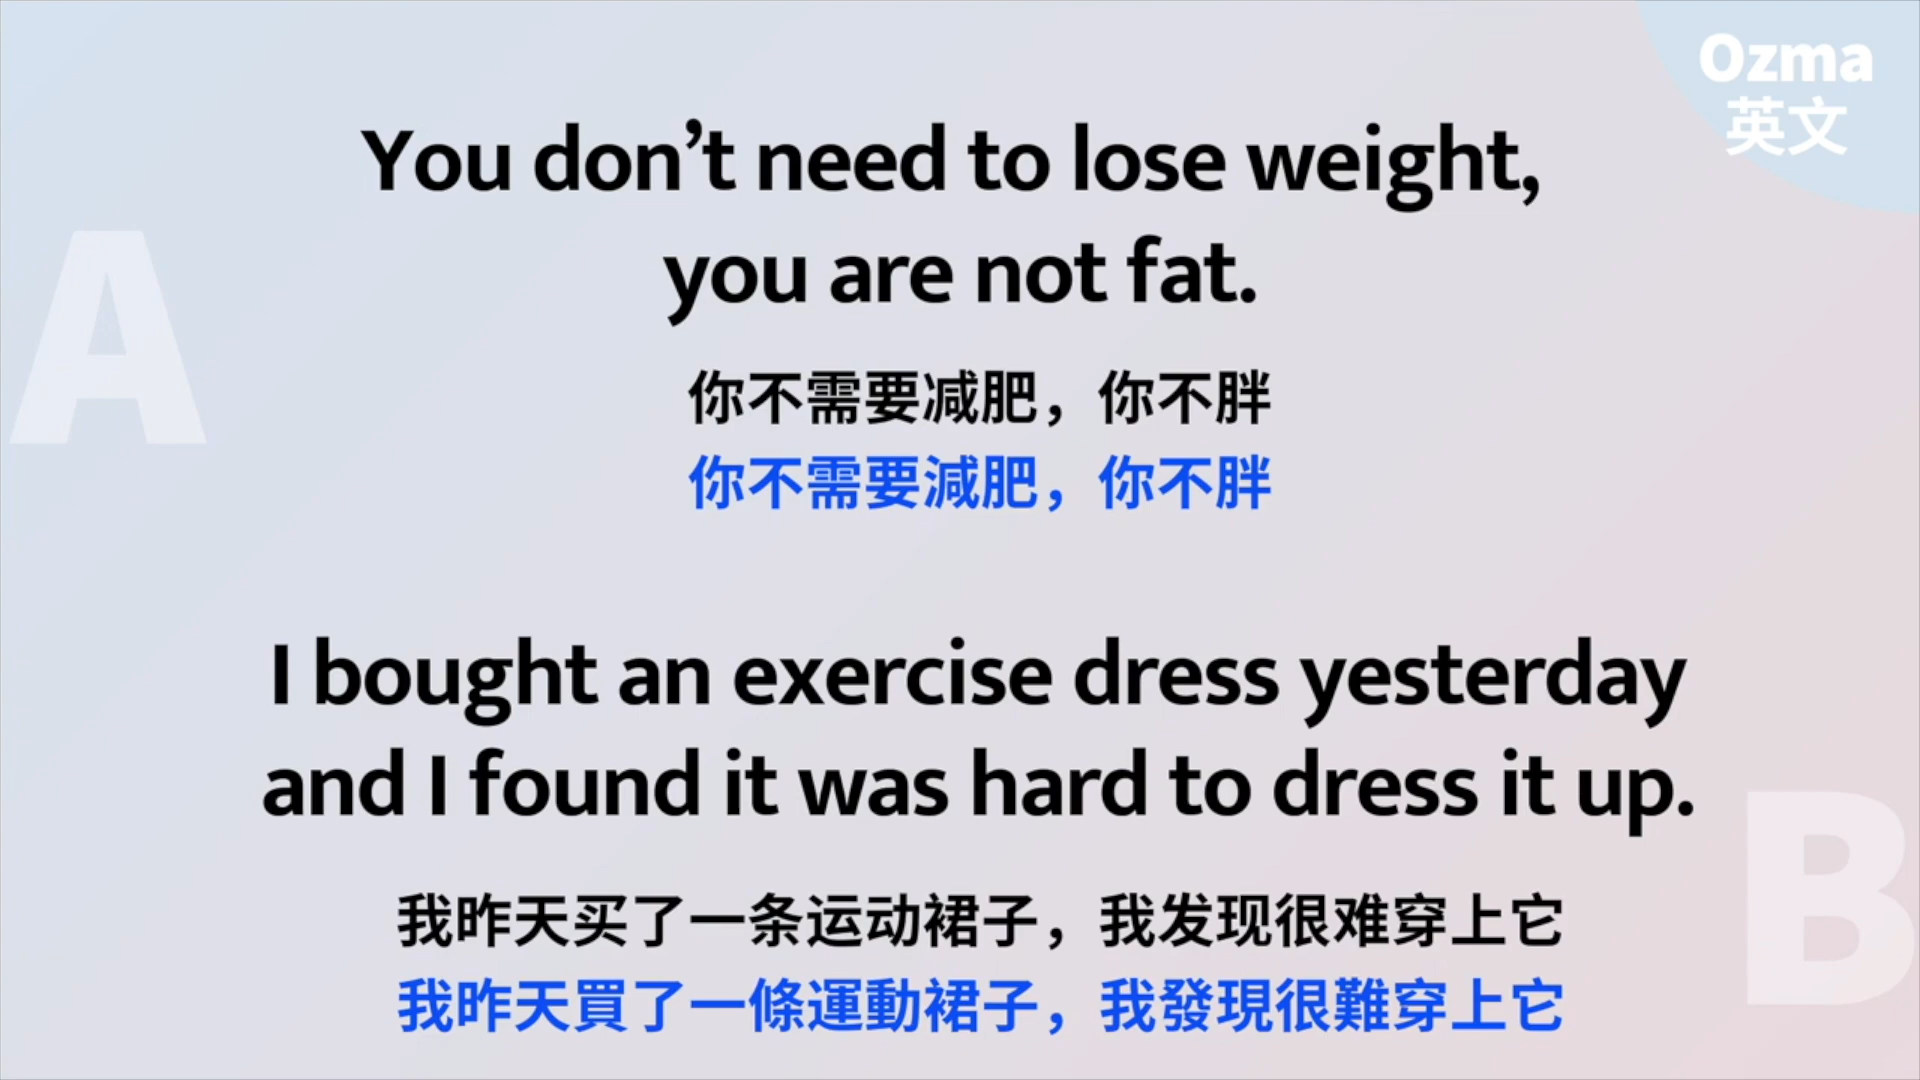 Ozma
英文
A
You don’t need to lose weight,
you are not fat.
你不需要减肥，你不胖
你不需要減肥，你不胖
I bought an exercise dress yesterday
and I found it was hard to dress it up.
B
我昨天买了一条运动裙子，我发现很难穿上它
我昨天買了一條運動裙子，我發現很難穿上它